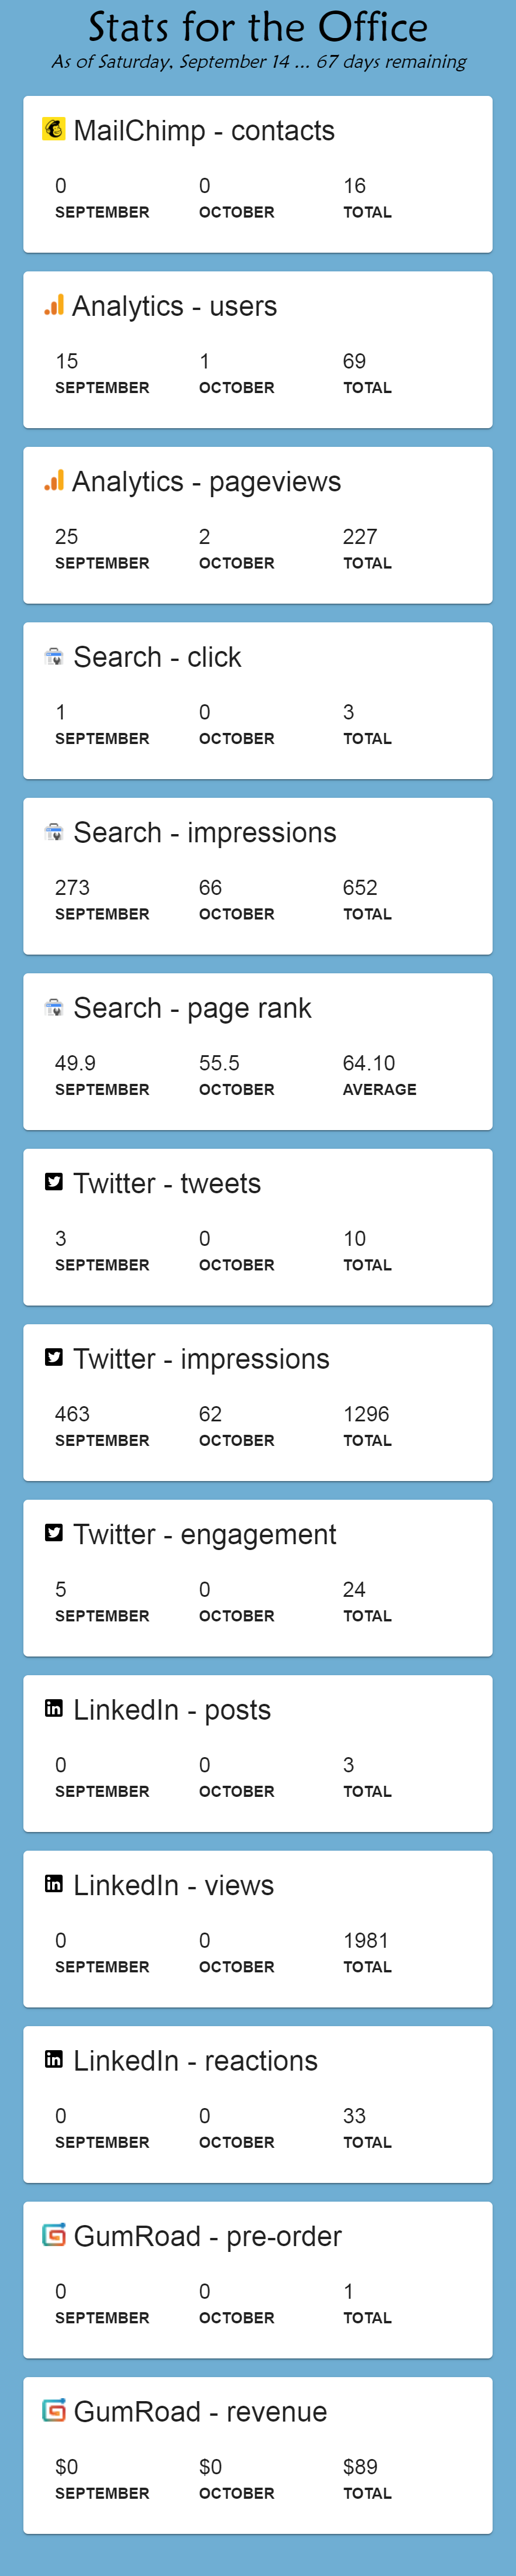 Stats for the Office
As of Saturday, September 14 ... 67 days remaining
MailChimp - contacts
0 0 16
SEPTEMBER OCTOBER TOTAL
Analytics - users
15 1 69
SEPTEMBER OCTOBER TOTAL
Analytics - pageviews
25 2 227
SEPTEMBER OCTOBER TOTAL
Search - click
1 0 3
SEPTEMBER OCTOBER TOTAL
Search - impressions
273 66 652
SEPTEMBER OCTOBER TOTAL
Search - page rank
49.9 55.5 64.10
SEPTEMBER OCTOBER AVERAGE
Twitter - tweets
3 0 10
SEPTEMBER OCTOBER TOTAL
Twitter - impressions
463 62 1296
SEPTEMBER OCTOBER TOTAL
Twitter - engagement
5 0 24
SEPTEMBER OCTOBER TOTAL
LinkedIn - posts
0 0 3
SEPTEMBER OCTOBER TOTAL
LinkedIn - views
0 0 1981
SEPTEMBER OCTOBER TOTAL
LinkedIn - reactions
0 0 33
SEPTEMBER OCTOBER TOTAL
GumRoad - pre-order
0 0 1
SEPTEMBER OCTOBER TOTAL
GumRoad - revenue
$0 $0 $89
SEPTEMBER OCTOBER TOTAL